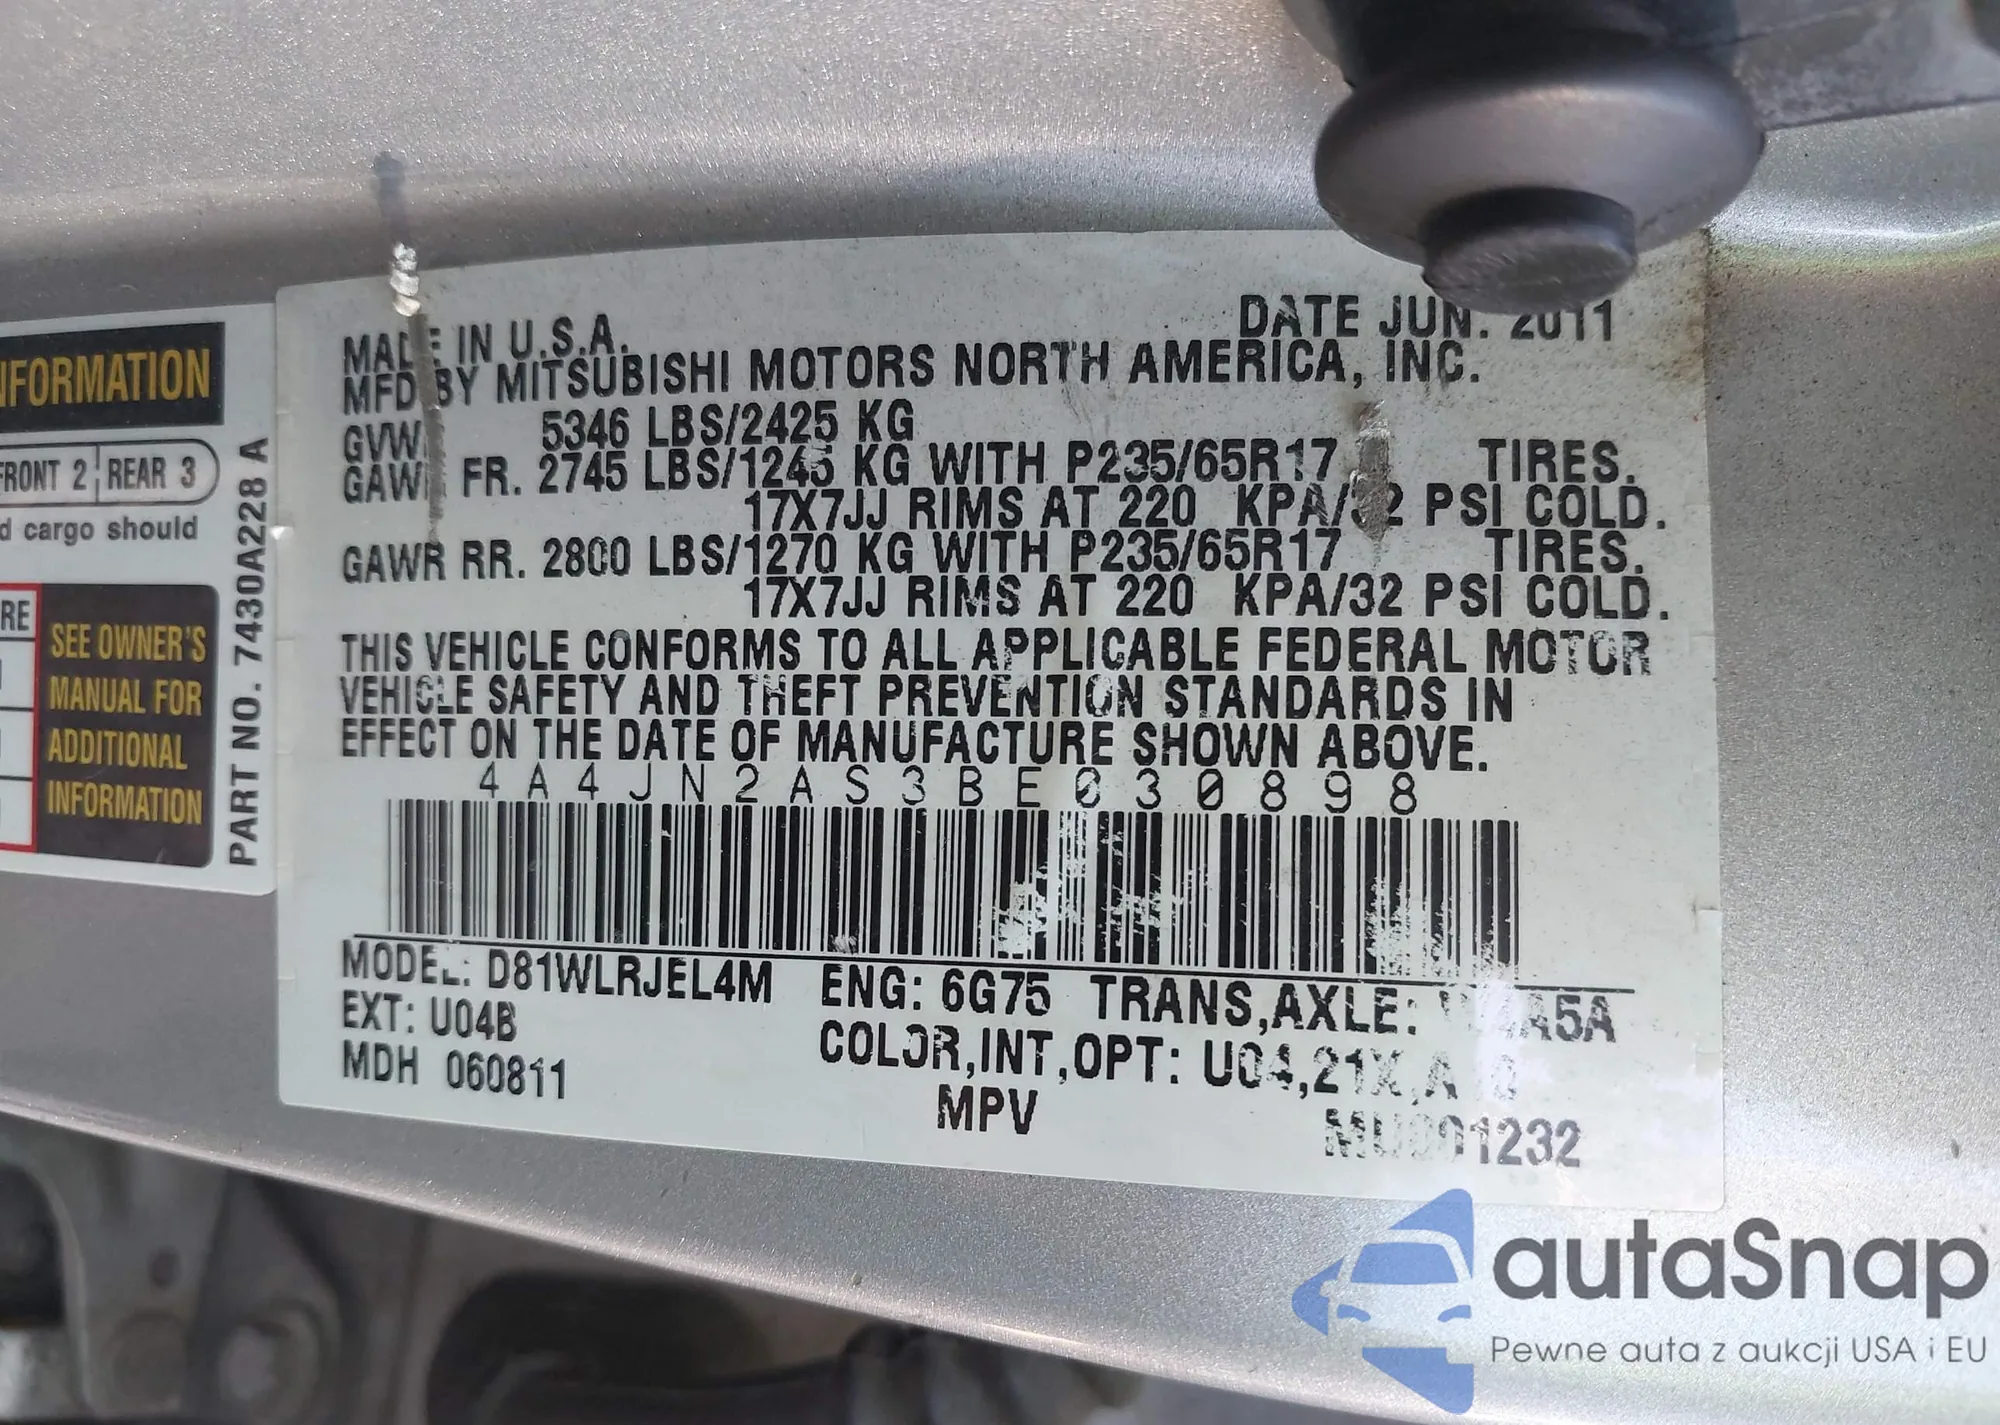 NFORMATION
FRONT 2 REAR 3
d cargo should
RE
SEE OWNER'S
MANUAL FOR
ADDITIONAL
INFORMATION
PART NO. 7430A228 A
DATE JUN. 2011
MADE IN U.S.A.
MFD BY MITSUBISHI MOTORS NORTH AMERICA, INC.
5346 LBS/2425 KG
FR. 2745 LBS/1245 KG WITH P235/65R17 TIRES.
17X7JJ RIMS AT 220 KPA/32 PSI COLD.
GAWR RR. 2800 LBS/1270 KG WITH P235/65R17 TIRES.
17X7JJ RIMS AT 220 KPA/32 PSI COLD.
THIS VEHICLE CONFORMS TO ALL APPLICABLE FEDERAL MOTOR
VEHICLE SAFETY AND THEFT PREVENTION STANDARDS IN
EFFECT ON THE DATE OF MANUFACTURE SHOWN ABOVE.
4A4JN2AS3BE030898
MODEL: D81WLRJEL4M ENG: 6G75 TRANS,AXLE:
EXT: U04B COLOR,INT,OPT: U04,21X,
MDH 060811 MPV
autaSnap
Pewne auta z aukcji USA i EU